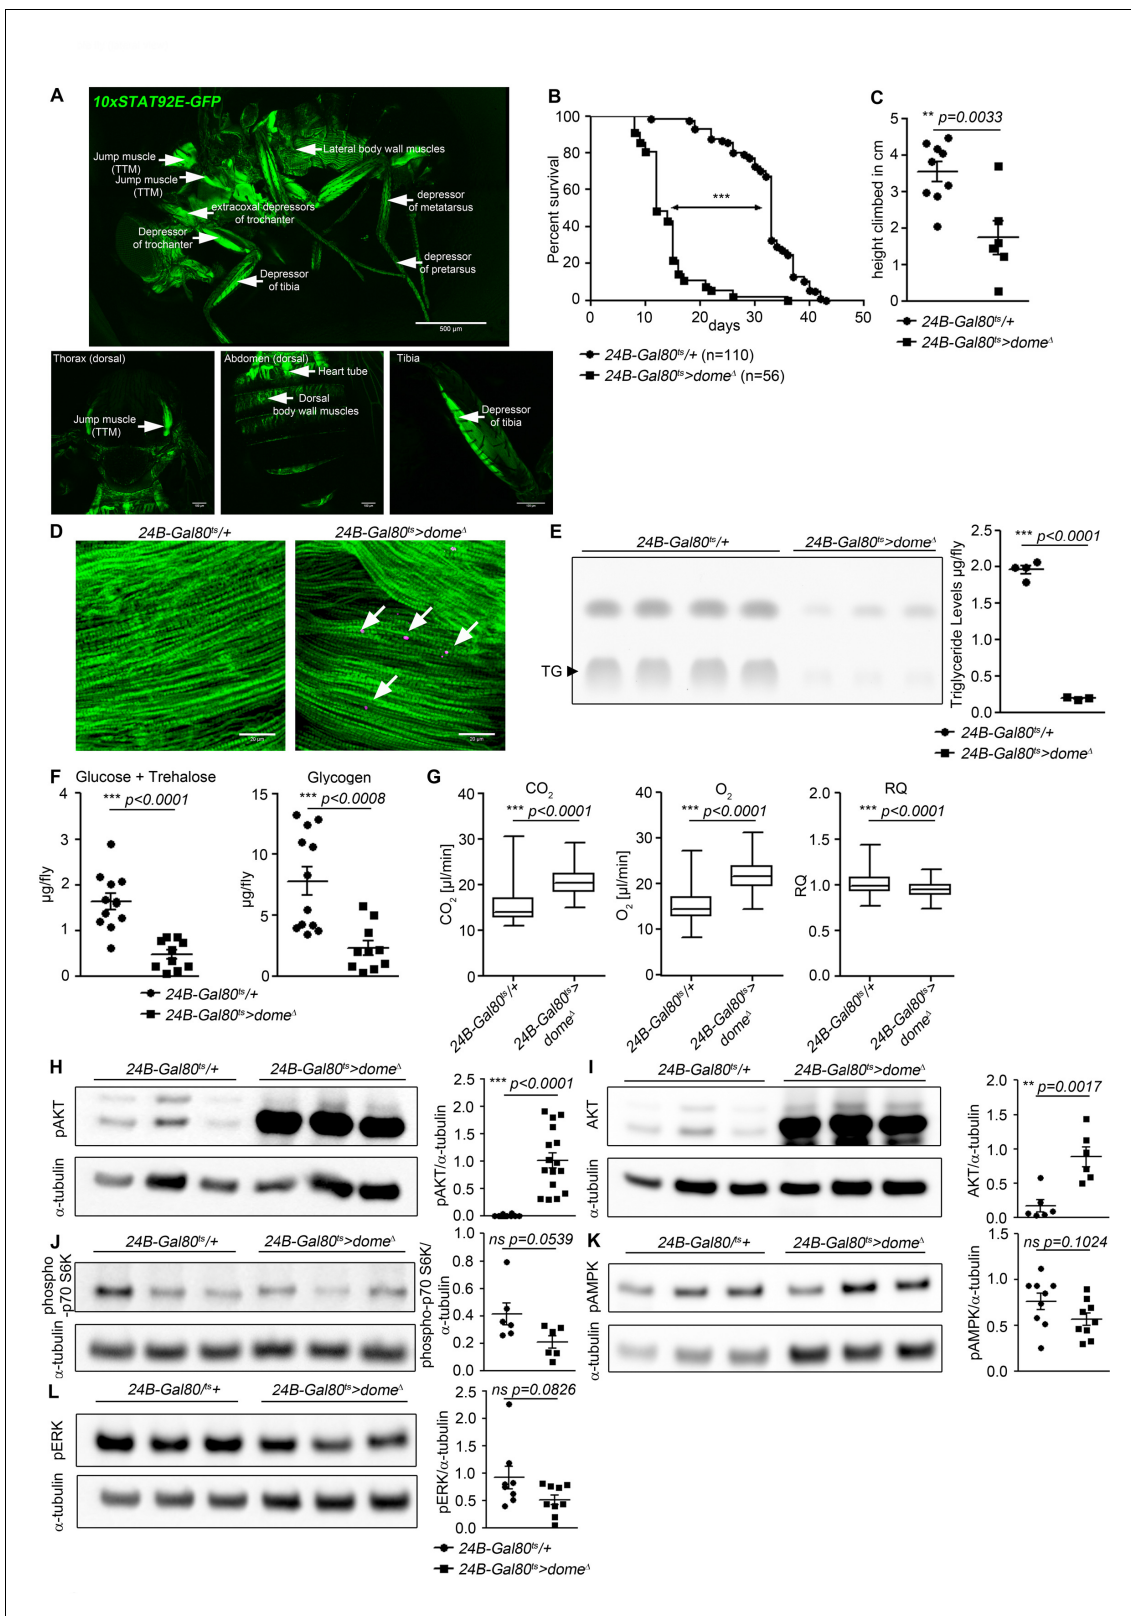 A
10xSTAT92E-GFP
Jump muscle
(TTM)
Jump muscle
(TTM)
Lateral body wall muscles
extracoxal depressors
of trochanter
Depressor
of trochanter
Depressor
of tibia
depressor
of metatarsus
depressor
of pretarsus
500 µm
Thorax (dorsal)
Jump muscle
(TTM)
Abdomen (dorsal)
Heart tube
Dorsal
body wall muscles
Tibia
Depressor
of tibia
B
Percent survival
100
80
60
40
20
0
***
0 10 20 30 40 50
days
24B-Gal80ts/+ (n=110)
24B-Gal80ts>domeΔ (n=56)
C
** p=0.0033
height climbed in cm
5
4
3
2
1
0
24B-Gal80ts/+
24B-Gal80ts>domeΔ
D
24B-Gal80ts/+
24B-Gal80ts>domeΔ
20 µm
20 µm
E
24B-Gal80ts/+
24B-Gal80ts>domeΔ
TG
*** p<0.0001
Triglyceride Levels µg/fly
2.5
2.0
1.5
1.0
0.5
0.0
24B-Gal80ts/+
24B-Gal80ts>domeΔ
F
Glucose + Trehalose
*** p<0.0001
µg/fly
4
3
2
1
0
Glycogen
*** p<0.0008
µg/fly
15
10
5
0
24B-Gal80ts/+
24B-Gal80ts>domeΔ
G
CO2
*** p<0.0001
CO2 [µl/min]
40
30
20
10
0
24B-Gal80ts/+
24B-Gal80ts>
domeΔ
O2
*** p<0.0001
O2 [µl/min]
40
30
20
10
0
24B-Gal80ts/+
24B-Gal80ts>
domeΔ
RQ
*** p<0.0001
RQ
2.0
1.5
1.0
0.5
0.0
24B-Gal80ts/+
24B-Gal80ts>
domeΔ
H
24B-Gal80ts/+
24B-Gal80ts>domeΔ
pAKT
α-tubulin
*** p<0.0001
pAKT/α-tubulin
2.5
2.0
1.5
1.0
0.5
0.0
I
24B-Gal80ts/+
24B-Gal80ts>domeΔ
AKT
α-tubulin
** p=0.0017
AKT/α-tubulin
2.0
1.5
1.0
0.5
0.0
J
24B-Gal80ts/+
24B-Gal80ts>domeΔ
phospho
-p70 S6K
α-tubulin
ns p=0.0539
phospho-p70 S6K/
α-tubulin
1.0
0.8
0.6
0.4
0.2
0.0
K
24B-Gal80/ts+
24B-Gal80ts>domeΔ
pAMPK
α-tubulin
ns p=0.1024
pAMPK/α-tubulin
1.5
1.0
0.5
0.0
L
24B-Gal80/ts+
24B-Gal80ts>domeΔ
pERK
α-tubulin
ns p=0.0826
pERK/α-tubulin
2.5
2.0
1.5
1.0
0.5
0.0
24B-Gal80ts/+
24B-Gal80ts>domeΔ